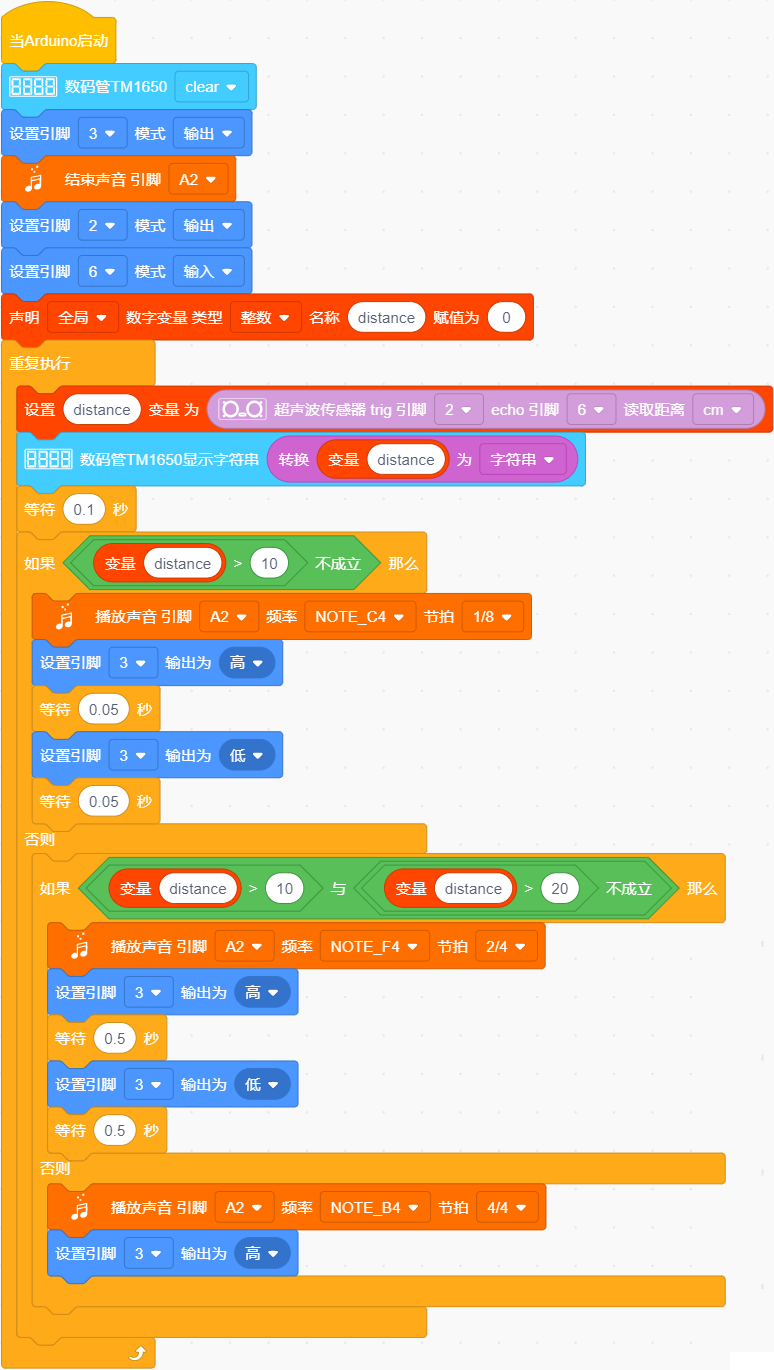 当Arduino启动
数码管TM1650 clear
设置引脚 3 模式 输出
结束声音 引脚 A2
设置引脚 2 模式 输出
设置引脚 6 模式 输入
声明 全局 数字变量 类型 整数 名称 distance 赋值为 0
重复执行
设置 distance 变量 为 超声波传感器 trig 引脚 2 echo 引脚 6 读取距离 cm
数码管TM1650显示字符串 转换 变量 distance 为 字符串
等待 0.1 秒
如果 变量 distance > 10 不成立 那么
播放声音 引脚 A2 频率 NOTE_C4 节拍 1/8
设置引脚 3 输出为 高
等待 0.05 秒
设置引脚 3 输出为 低
等待 0.05 秒
否则
如果 变量 distance > 10 与 变量 distance > 20 不成立 那么
播放声音 引脚 A2 频率 NOTE_F4 节拍 2/4
设置引脚 3 输出为 高
等待 0.5 秒
设置引脚 3 输出为 低
等待 0.5 秒
否则
播放声音 引脚 A2 频率 NOTE_B4 节拍 4/4
设置引脚 3 输出为 高